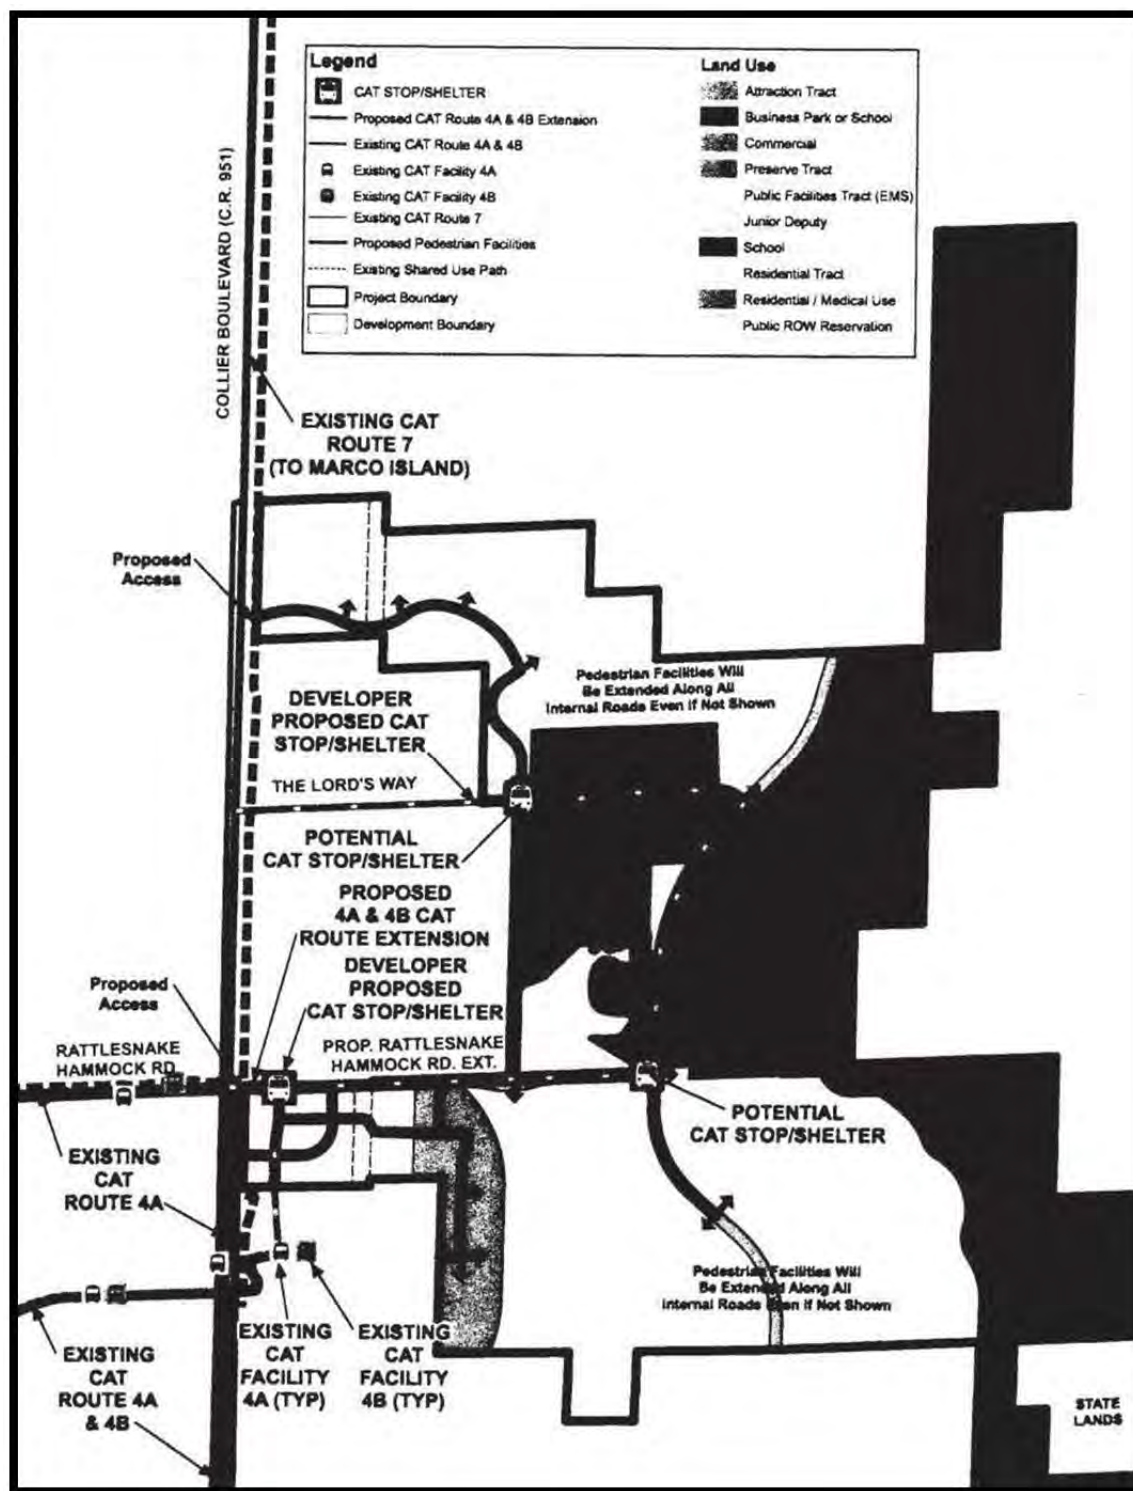 Legend
CAT STOP/SHELTER
Proposed CAT Route 4A & 4B Extension
Existing CAT Route 4A & 4B
Existing CAT Facility 4A
Existing CAT Facility 4B
Existing CAT Route 7
Proposed Pedestrian Facilities
Existing Shared Use Path
Project Boundary
Development Boundary
Land Use
Attraction Tract
Business Park or School
Commercial
Preserve Tract
Public Facilities Tract (EMS)
Junior Deputy
School
Residential Tract
Residential / Medical Use
Public ROW Reservation
COLLIER BOULEVARD (C.R. 951)
EXISTING CAT
ROUTE 7
(TO MARCO ISLAND)
Proposed
Access
Pedestrian Facilities Will
Be Extended Along All
Internal Roads Even If Not Shown
DEVELOPER
PROPOSED CAT
STOP/SHELTER
THE LORD'S WAY
POTENTIAL
CAT STOP/SHELTER
PROPOSED
4A & 4B CAT
ROUTE EXTENSION
DEVELOPER
PROPOSED
CAT STOP/SHELTER
Proposed
Access
RATTLESNAKE
HAMMOCK RD.
PROP. RATTLESNAKE
HAMMOCK RD. EXT.
POTENTIAL
CAT STOP/SHELTER
EXISTING
CAT
ROUTE 4A
Pedestrian Facilities Will
Be Extended Along All
Internal Roads Even If Not Shown
EXISTING
CAT
FACILITY
4A (TYP)
EXISTING
CAT
FACILITY
4B (TYP)
EXISTING
CAT
ROUTE 4A
& 4B
STATE
LANDS